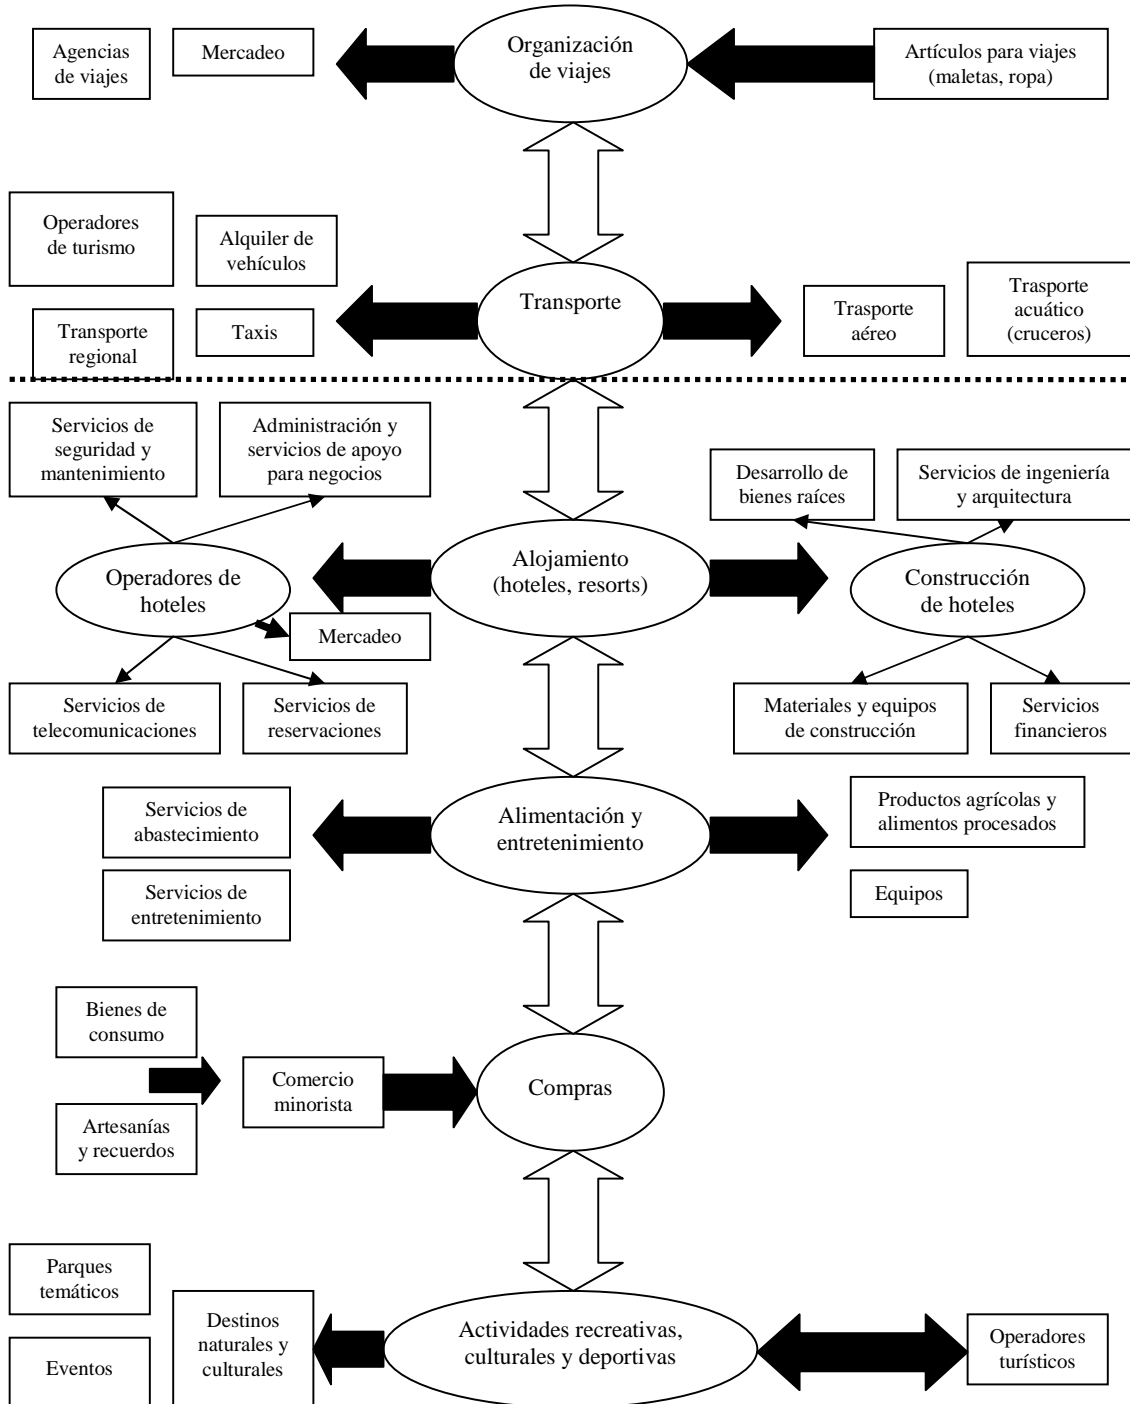 Agencias
de viajes
Mercadeo
Organización
de viajes
Artículos para viajes
(maletas, ropa)
Operadores
de turismo
Alquiler de
vehículos
Transporte
regional
Taxis
Transporte
Trasporte
aéreo
Trasporte
acuático
(cruceros)
Servicios de
seguridad y
mantenimiento
Administración y
servicios de apoyo
para negocios
Desarrollo de
bienes raíces
Servicios de ingeniería
y arquitectura
Operadores de
hoteles
Alojamiento
(hoteles, resorts)
Construcción
de hoteles
Mercadeo
Servicios de
telecomunicaciones
Servicios de
reservaciones
Materiales y equipos
de construcción
Servicios
financieros
Servicios de
abastecimiento
Alimentación y
entretenimiento
Productos agrícolas y
alimentos procesados
Servicios de
entretenimiento
Equipos
Bienes de
consumo
Comercio
minorista
Compras
Artesanías
y recuerdos
Parques
temáticos
Eventos
Destinos
naturales y
culturales
Actividades recreativas,
culturales y deportivas
Operadores
turísticos